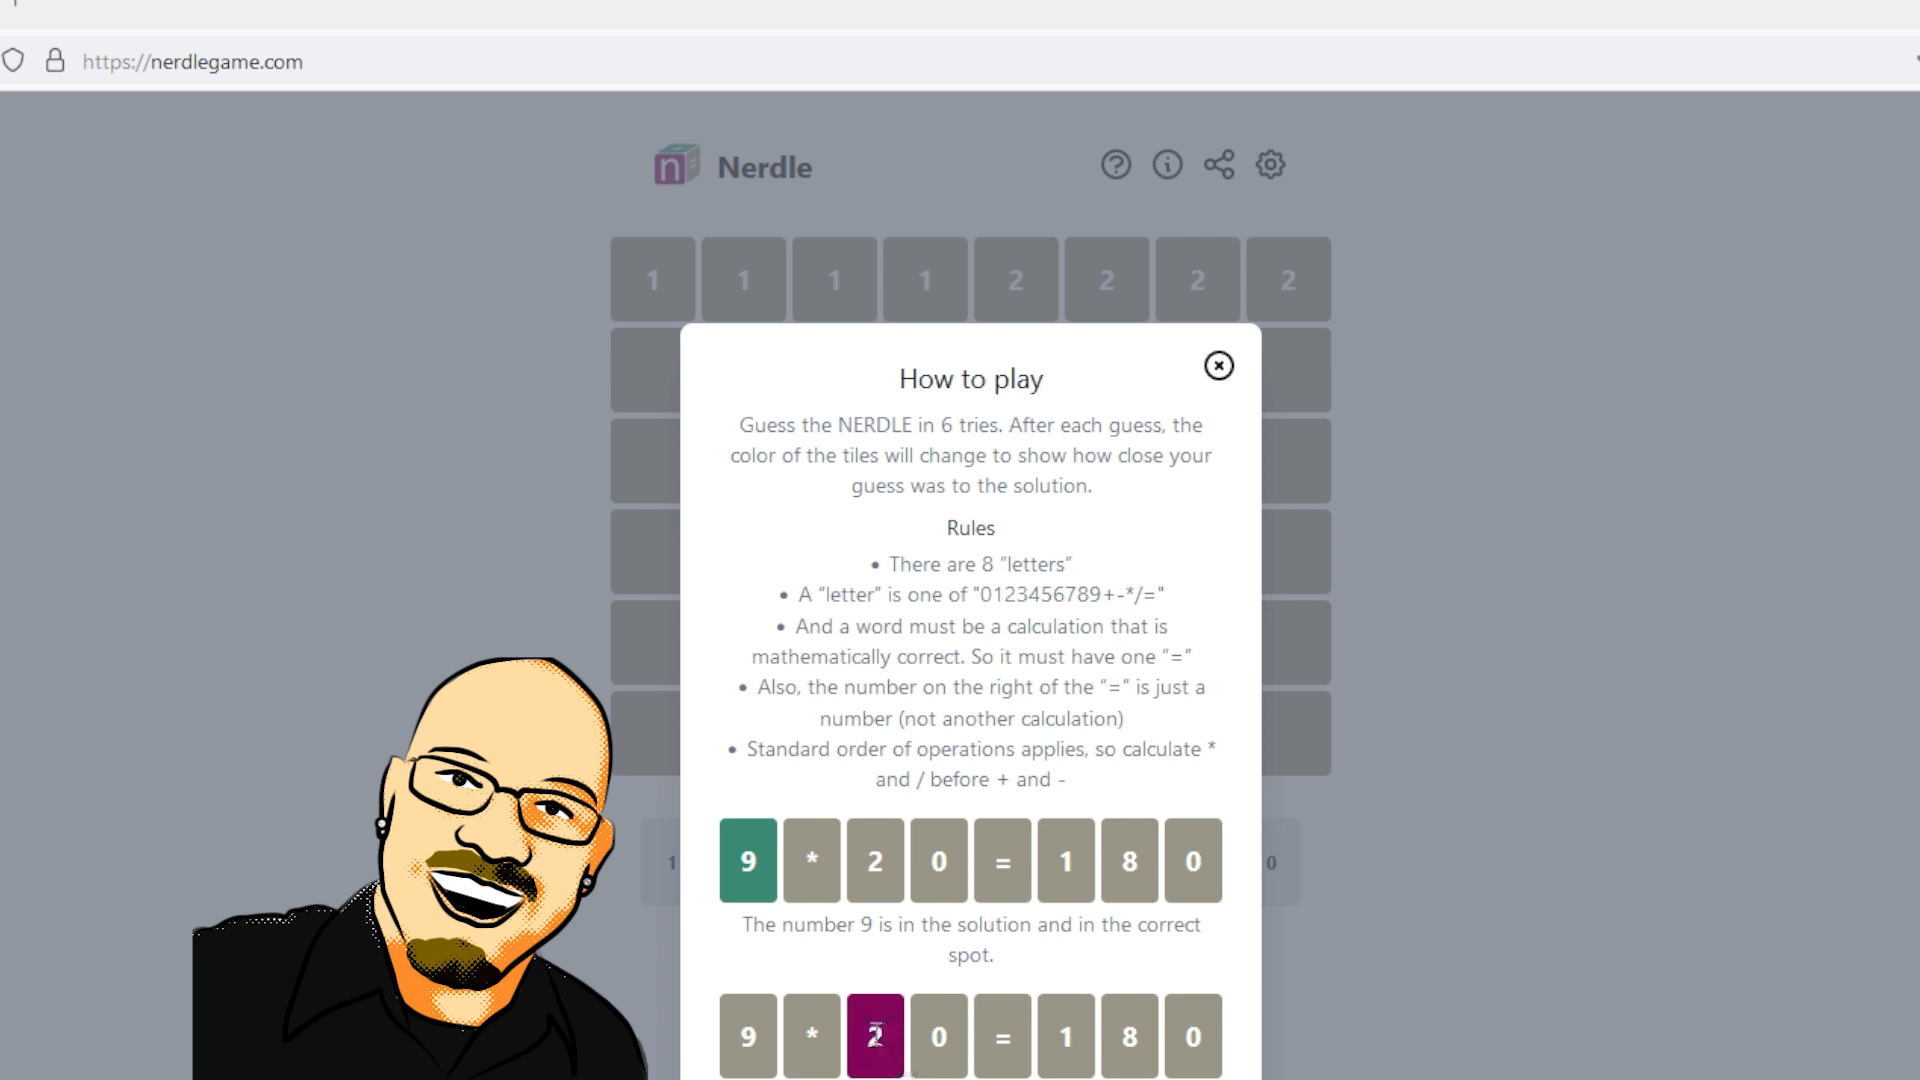 https://nerdlegame.com
n Nerdle
1 1 1 1 2 2 2 2
How to play
Guess the NERDLE in 6 tries. After each guess, the
color of the tiles will change to show how close your
guess was to the solution.
Rules
• There are 8 “letters”
• A “letter” is one of "0123456789+-*/="
• And a word must be a calculation that is
mathematically correct. So it must have one “=”
• Also, the number on the right of the “=” is just a
number (not another calculation)
• Standard order of operations applies, so calculate *
and / before + and -
9 * 2 0 = 1 8 0
1 0
The number 9 is in the solution and in the correct
spot.
9 * 2 0 = 1 8 0